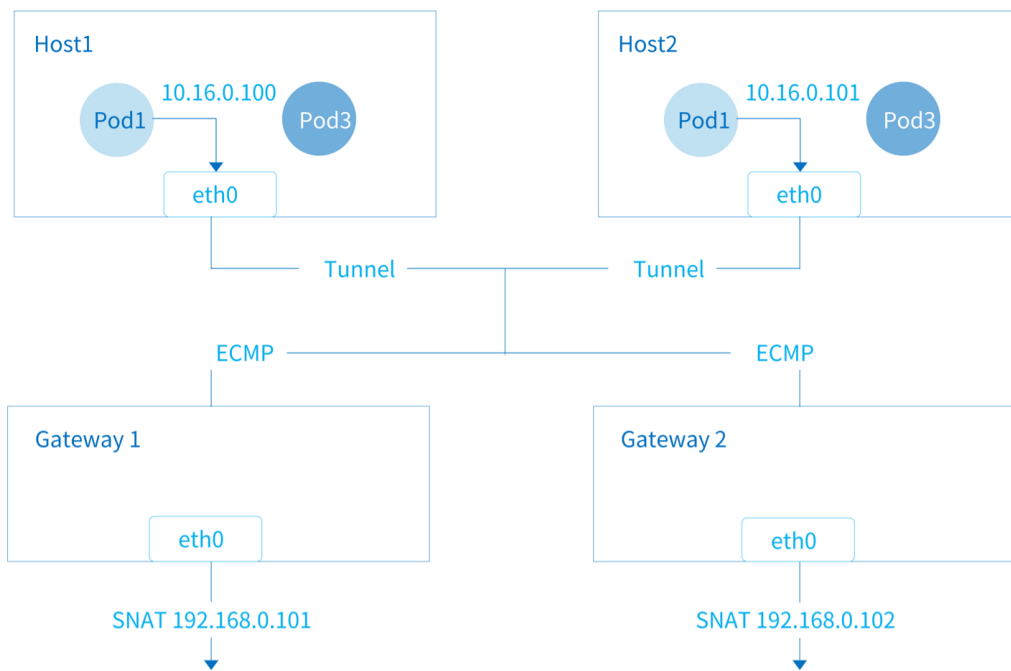 Host1
10.16.0.100
Pod1
Pod3
eth0
Host2
10.16.0.101
Pod1
Pod3
eth0
Tunnel
Tunnel
ECMP
ECMP
Gateway 1
eth0
SNAT 192.168.0.101
Gateway 2
eth0
SNAT 192.168.0.102